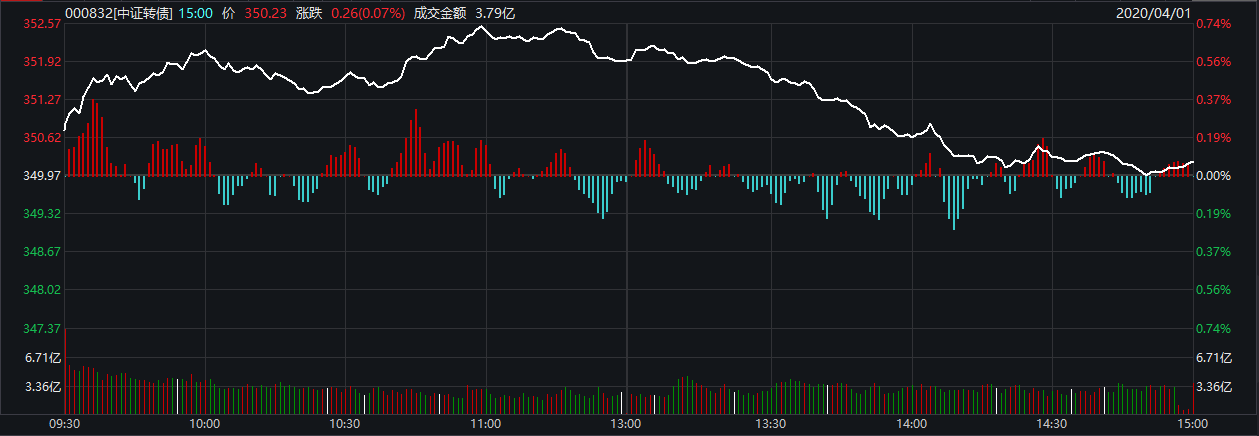 000832[中证转债] 15:00 价 350.23 涨跌 0.26(0.07%) 成交金额 3.79亿 2020/04/01
352.57 0.74%
351.92 0.56%
351.27 0.37%
350.62 0.19%
349.97 0.00%
349.32 0.19%
348.67 0.37%
348.02 0.56%
347.37 0.74%
6.71亿 6.71亿
3.36亿 3.36亿
09:30 10:00 10:30 11:00 13:00 13:30 14:00 14:30 15:00